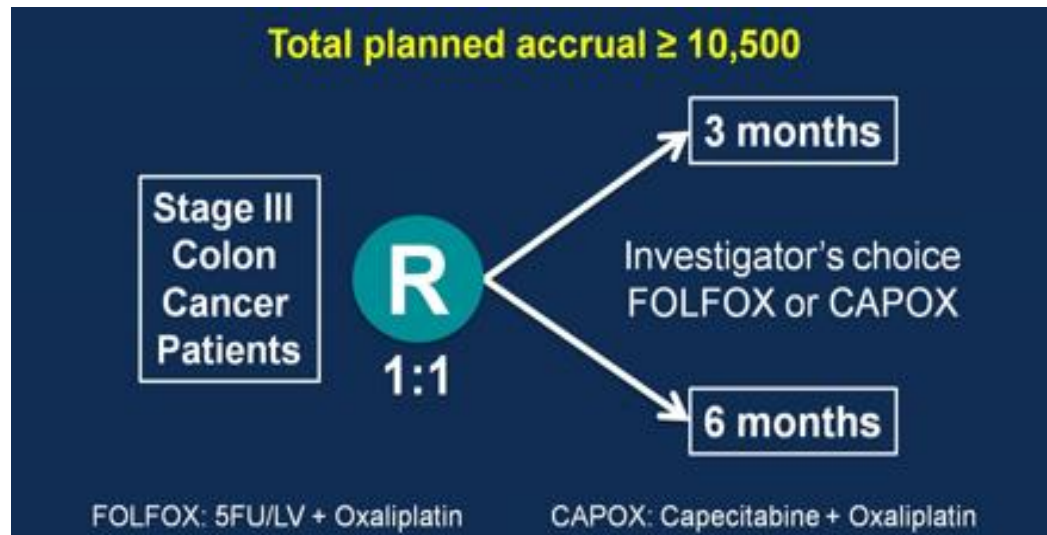 Total planned accrual ≥ 10,500
Stage III
Colon
Cancer
Patients
R
1:1
3 months
Investigator's choice
FOLFOX or CAPOX
6 months
FOLFOX: 5FU/LV + Oxaliplatin
CAPOX: Capecitabine + Oxaliplatin